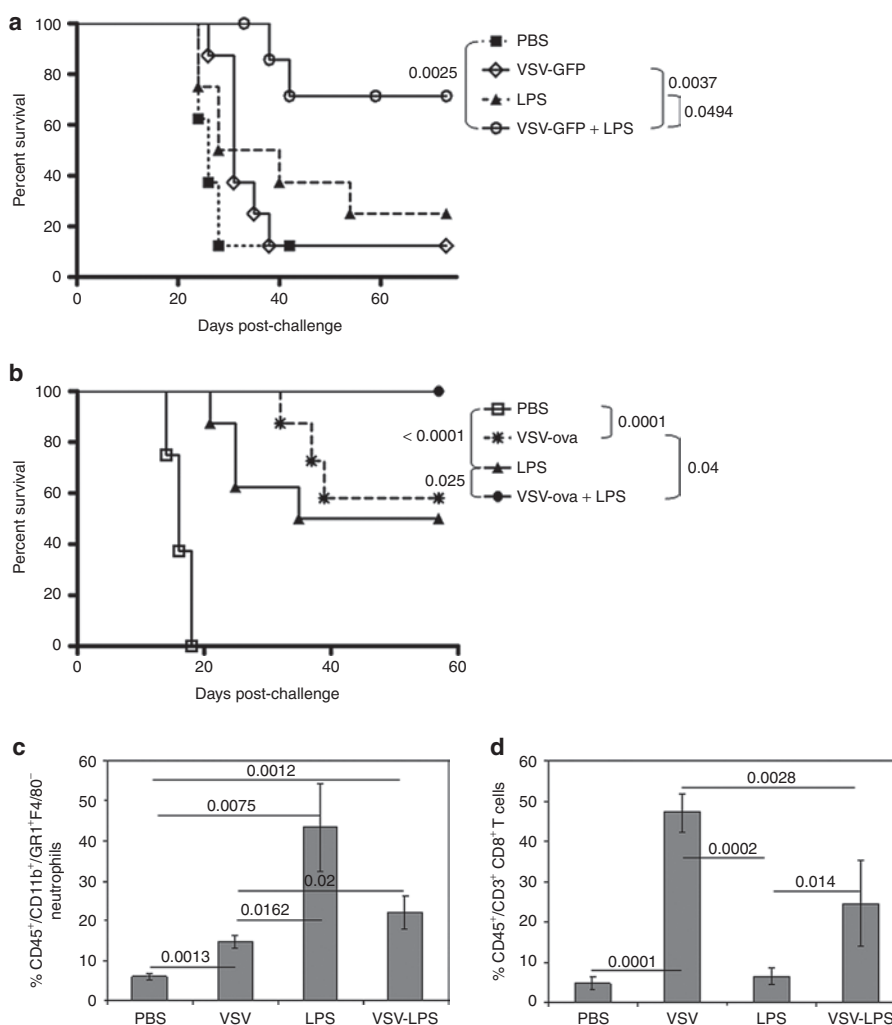 a
100
80
60
40
20
0
Percent survival
0 20 40 60
Days post-challenge
PBS
VSV-GFP
LPS
VSV-GFP + LPS
0.0025
0.0037
0.0494
b
100
80
60
40
20
0
Percent survival
0 20 40 60
Days post-challenge
PBS
VSV-ova
LPS
VSV-ova + LPS
< 0.0001
0.025
0.0001
0.04
c
% CD45⁺/CD11b⁺/GR1⁺F4/80⁻
neutrophils
60
50
40
30
20
10
0
0.0012
0.0075
0.02
0.0162
0.0013
PBS VSV LPS VSV-LPS
d
% CD45⁺/CD3⁺ CD8⁺ T cells
60
50
40
30
20
10
0
0.0028
0.0002
0.014
0.0001
PBS VSV LPS VSV-LPS